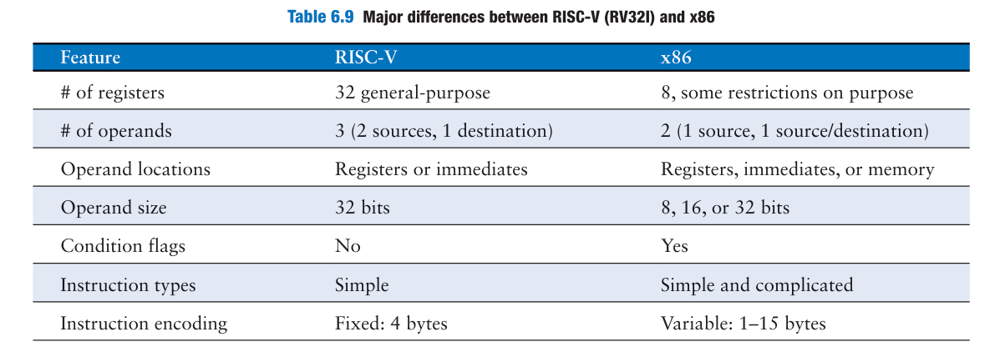 Table 6.9 Major differences between RISC-V (RV32I) and x86
Feature RISC-V x86
# of registers 32 general-purpose 8, some restrictions on purpose
# of operands 3 (2 sources, 1 destination) 2 (1 source, 1 source/destination)
Operand locations Registers or immediates Registers, immediates, or memory
Operand size 32 bits 8, 16, or 32 bits
Condition flags No Yes
Instruction types Simple Simple and complicated
Instruction encoding Fixed: 4 bytes Variable: 1–15 bytes